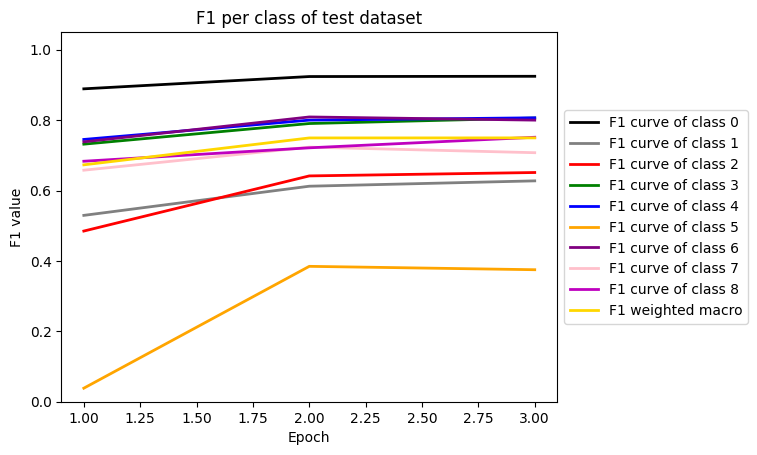 F1 per class of test dataset
F1 value
1.0
0.8
0.6
0.4
0.2
0.0
1.00 1.25 1.50 1.75 2.00 2.25 2.50 2.75 3.00
Epoch
F1 curve of class 0
F1 curve of class 1
F1 curve of class 2
F1 curve of class 3
F1 curve of class 4
F1 curve of class 5
F1 curve of class 6
F1 curve of class 7
F1 curve of class 8
F1 weighted macro